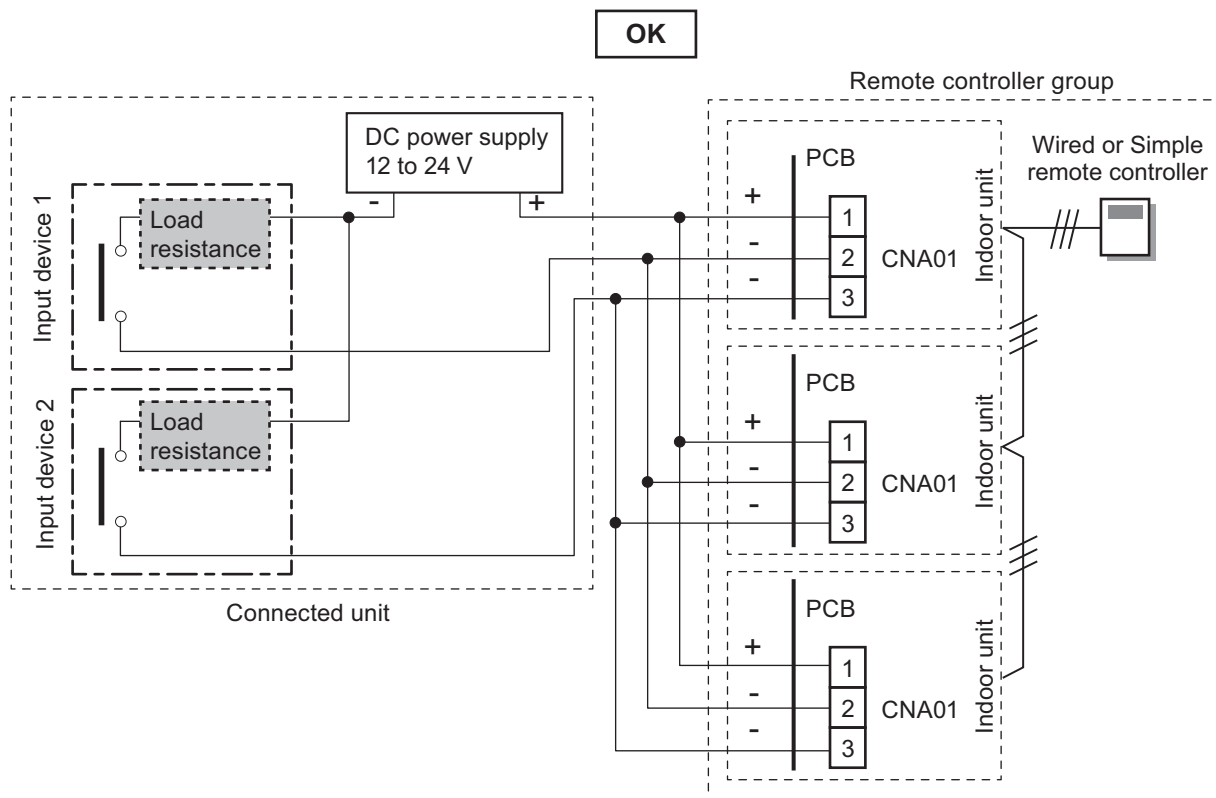 OK
Remote controller group
DC power supply
12 to 24 V
-
+
Input device 1
Load
resistance
Input device 2
Load
resistance
Connected unit
PCB
+
-
-
1
2
3
CNA01
Indoor unit
Wired or Simple
remote controller
PCB
+
-
-
1
2
3
CNA01
Indoor unit
PCB
+
-
-
1
2
3
CNA01
Indoor unit